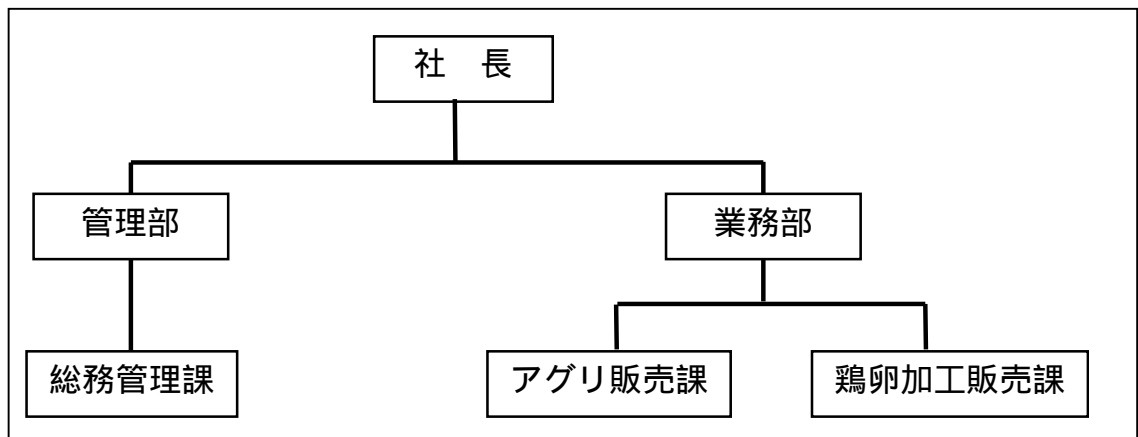 社　長
管理部
業務部
総務管理課
アグリ販売課
鶏卵加工販売課